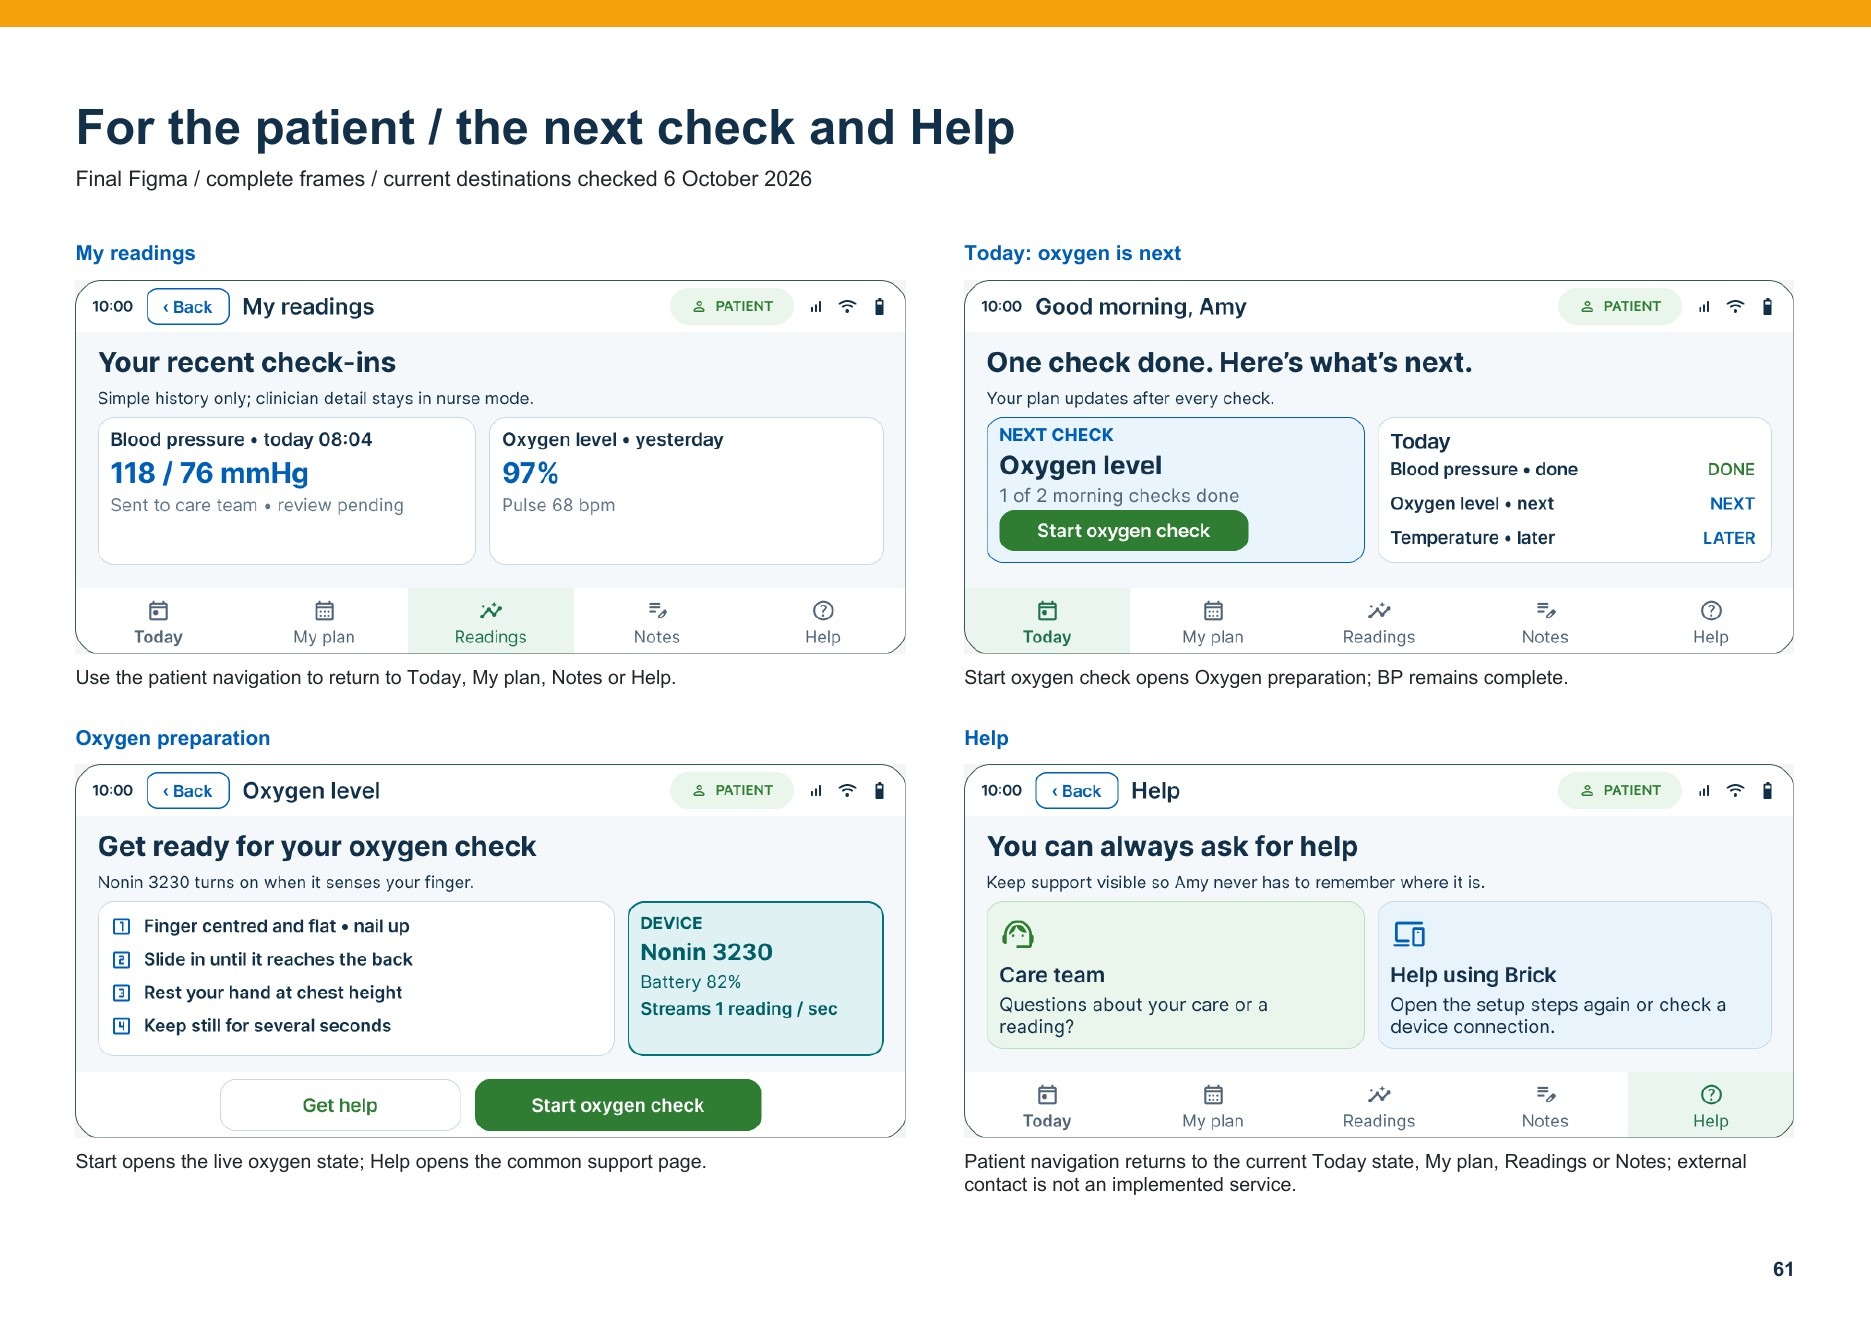 For the patient / the next check and Help
Final Figma / complete frames / current destinations checked 6 October 2026
My readings
10:00 ‹ Back My readings PATIENT
Your recent check-ins
Simple history only; clinician detail stays in nurse mode.
Blood pressure • today 08:04
118 / 76 mmHg
Sent to care team • review pending
Oxygen level • yesterday
97%
Pulse 68 bpm
Today My plan Readings Notes Help
Use the patient navigation to return to Today, My plan, Notes or Help.
Today: oxygen is next
10:00 Good morning, Amy PATIENT
One check done. Here’s what’s next.
Your plan updates after every check.
NEXT CHECK
Oxygen level
1 of 2 morning checks done
Start oxygen check
Today
Blood pressure • done DONE
Oxygen level • next NEXT
Temperature • later LATER
Today My plan Readings Notes Help
Start oxygen check opens Oxygen preparation; BP remains complete.
Oxygen preparation
10:00 ‹ Back Oxygen level PATIENT
Get ready for your oxygen check
Nonin 3230 turns on when it senses your finger.
1 Finger centred and flat • nail up
2 Slide in until it reaches the back
3 Rest your hand at chest height
4 Keep still for several seconds
DEVICE
Nonin 3230
Battery 82%
Streams 1 reading / sec
Get help Start oxygen check
Start opens the live oxygen state; Help opens the common support page.
Help
10:00 ‹ Back Help PATIENT
You can always ask for help
Keep support visible so Amy never has to remember where it is.
Care team
Questions about your care or a
reading?
Help using Brick
Open the setup steps again or check a
device connection.
Today My plan Readings Notes Help
Patient navigation returns to the current Today state, My plan, Readings or Notes; external
contact is not an implemented service.
61